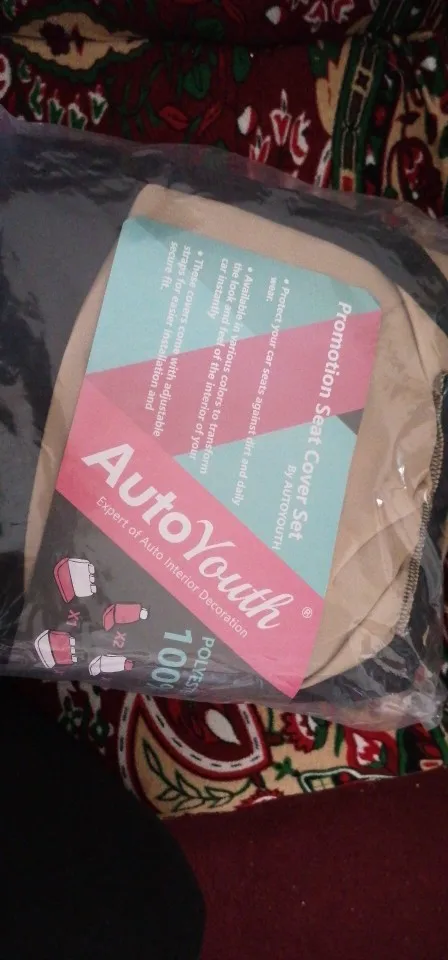 Promotion Seat Cover Set
By AUTOYOUTH
• Protect your car seats against dirt and daily
wear.
• Available in various colors to transform
the look and feel of the interior of your
car instantly
• These covers come with adjustable
straps for easier installation and
secure fit.
AutoYouth®
Expert of Auto Interior Decoration
X1
X2
100%